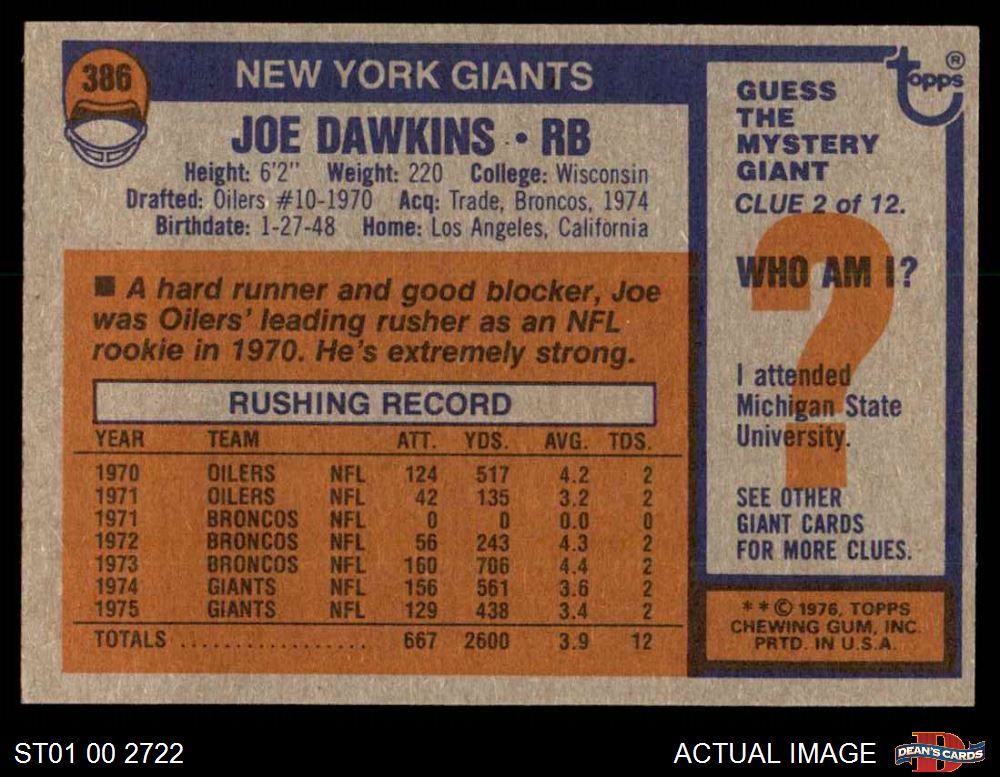 386
NEW YORK GIANTS
JOE DAWKINS • RB
Height: 6'2" Weight: 220 College: Wisconsin
Drafted: Oilers #10-1970 Acq: Trade, Broncos, 1974
Birthdate: 1-27-48 Home: Los Angeles, California
■ A hard runner and good blocker, Joe
was Oilers' leading rusher as an NFL
rookie in 1970. He's extremely strong.
RUSHING RECORD
YEAR TEAM ATT. YDS. AVG. TDS.
1970 OILERS NFL 124 517 4.2 2
1971 OILERS NFL 42 135 3.2 2
1971 BRONCOS NFL 0 0 0.0 0
1972 BRONCOS NFL 56 243 4.3 2
1973 BRONCOS NFL 160 706 4.4 2
1974 GIANTS NFL 156 561 3.6 2
1975 GIANTS NFL 129 438 3.4 2
TOTALS .................. 667 2600 3.9 12
topps ®
GUESS
THE
MYSTERY
GIANT
CLUE 2 of 12.
?
WHO AM I?
I attended
Michigan State
University.
SEE OTHER
GIANT CARDS
FOR MORE CLUES.
* * © 1976, TOPPS
CHEWING GUM, INC.
PRTD. IN U.S.A.
ST01 00 2722
ACTUAL IMAGE
D
DEAN'S CARDS